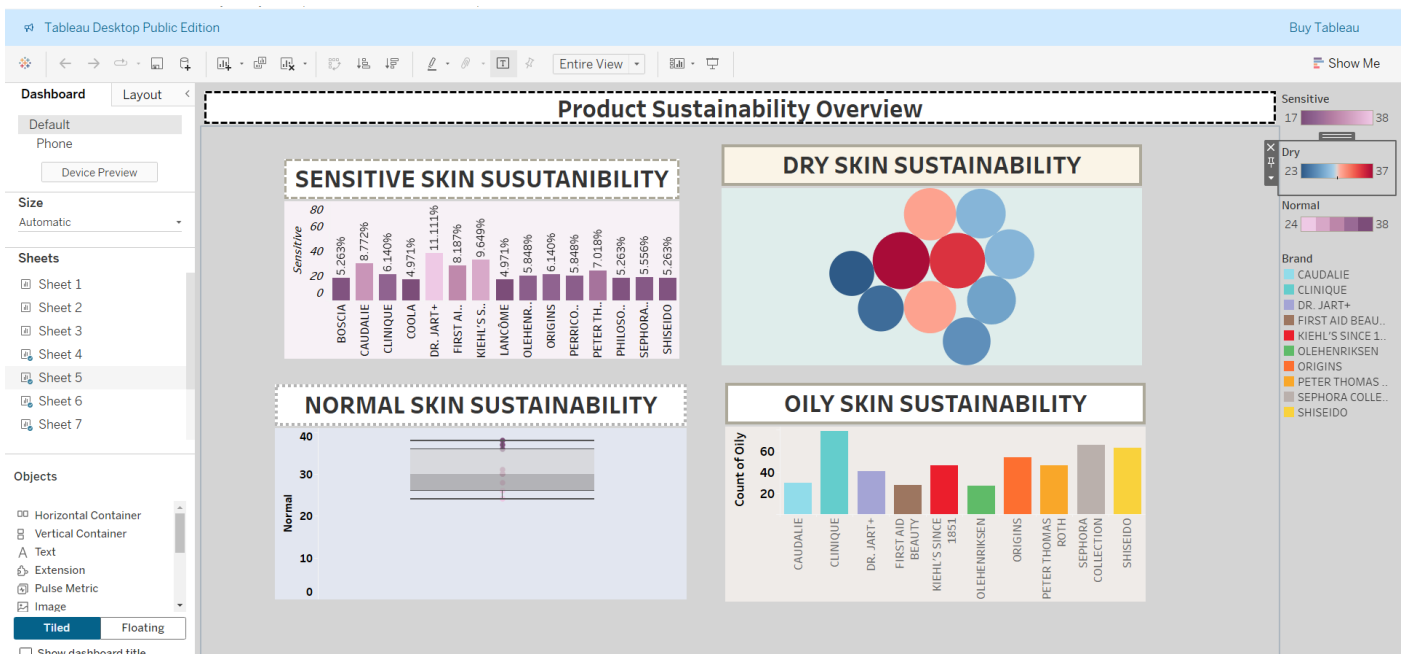 Tableau Desktop Public Edition
Buy Tableau
Entire View
Show Me
Dashboard
Layout
Default
Phone
Device Preview
Size
Automatic
Sheets
Sheet 1
Sheet 2
Sheet 3
Sheet 4
Sheet 5
Sheet 6
Sheet 7
Objects
Horizontal Container
Vertical Container
A Text
Extension
Pulse Metric
Image
Tiled
Floating
Show dashboard title
Product Sustainability Overview
SENSITIVE SKIN SUSUTANIBILITY
Sensitive
80
60
40
20
0
5.263%
8.772%
6.140%
4.971%
11.111%
8.187%
9.649%
4.971%
5.848%
6.140%
5.848%
7.018%
5.263%
5.556%
5.263%
BOSCIA
CAUDALIE
CLINIQUE
COOLA
DR. JART+
FIRST AI..
KIEHL'S S..
LANCÔME
OLEHENR..
ORIGINS
PERRICO..
PETER TH..
PHILOSO..
SEPHORA..
SHISEIDO
DRY SKIN SUSTAINABILITY
NORMAL SKIN SUSTAINABILITY
Normal
40
30
20
10
0
OILY SKIN SUSTAINABILITY
Count of Oily
60
40
20
CAUDALIE
CLINIQUE
DR. JART+
FIRST AID
BEAUTY
KIEHL'S SINCE
1851
OLEHENRIKSEN
ORIGINS
PETER THOMAS
ROTH
SEPHORA
COLLECTION
SHISEIDO
Sensitive
17 38
Dry
23 37
Normal
24 38
Brand
CAUDALIE
CLINIQUE
DR. JART+
FIRST AID BEAU..
KIEHL'S SINCE 1..
OLEHENRIKSEN
ORIGINS
PETER THOMAS ..
SEPHORA COLLE..
SHISEIDO